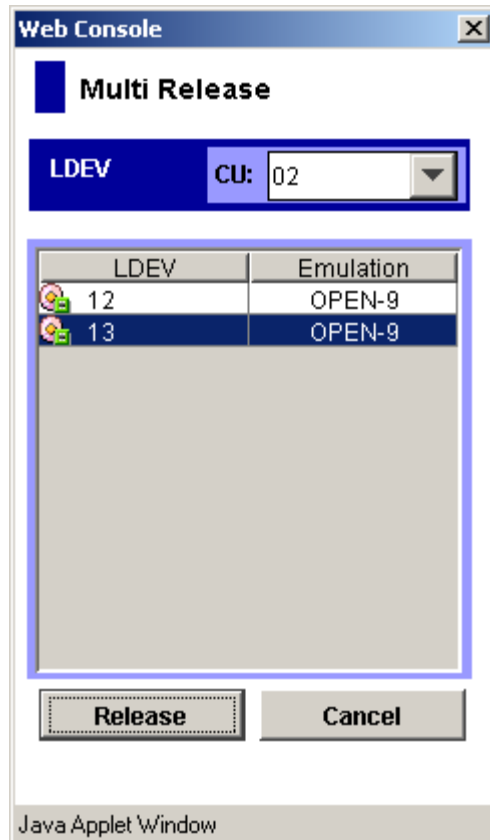 Web Console
Multi Release
LDEV CU: 02
LDEV Emulation
12 OPEN-9
13 OPEN-9
Release Cancel
Java Applet Window